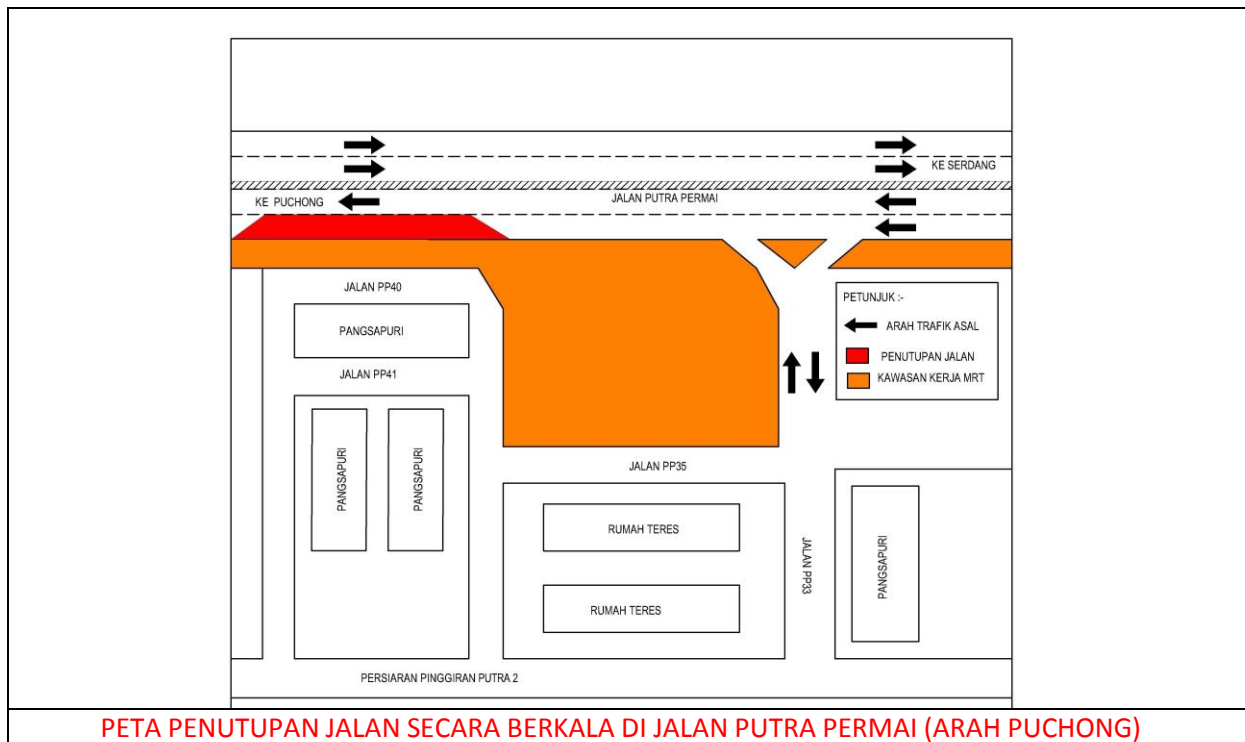 KE SERDANG
KE PUCHONG
JALAN PUTRA PERMAI
JALAN PP40
PETUNJUK :-
ARAH TRAFIK ASAL
PENUTUPAN JALAN
KAWASAN KERJA MRT
PANGSAPURI
JALAN PP41
PANGSAPURI
PANGSAPURI
JALAN PP35
RUMAH TERES
RUMAH TERES
JALAN PP33
PANGSAPURI
PERSIARAN PINGGIRAN PUTRA 2
PETA PENUTUPAN JALAN SECARA BERKALA DI JALAN PUTRA PERMAI (ARAH PUCHONG)